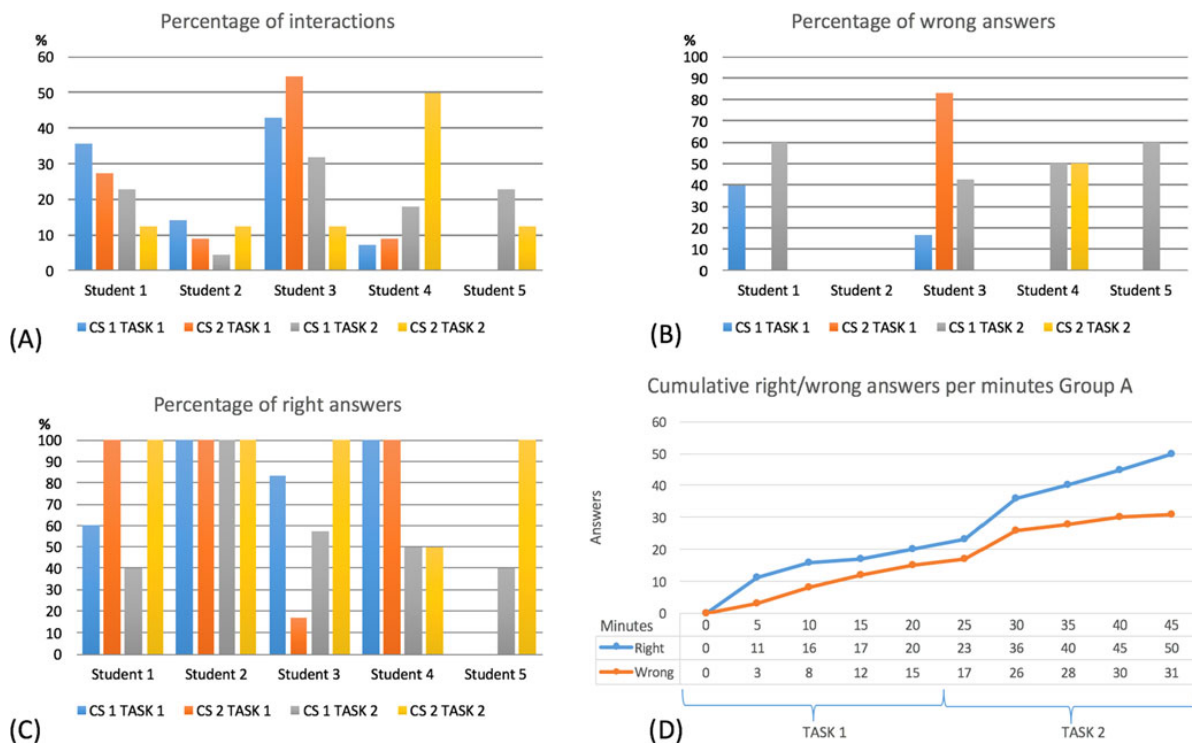 Percentage of interactions
%
60
50
40
30
20
10
0
Student 1 Student 2 Student 3 Student 4 Student 5
CS 1 TASK 1 CS 2 TASK 1 CS 1 TASK 2 CS 2 TASK 2
(A)
Percentage of wrong answers
%
100
90
80
70
60
50
40
30
20
10
0
Student 1 Student 2 Student 3 Student 4 Student 5
CS 1 TASK 1 CS 2 TASK 1 CS 1 TASK 2 CS 2 TASK 2
(B)
Percentage of right answers
%
100
90
80
70
60
50
40
30
20
10
0
Student 1 Student 2 Student 3 Student 4 Student 5
CS 1 TASK 1 CS 2 TASK 1 CS 1 TASK 2 CS 2 TASK 2
(C)
Cumulative right/wrong answers per minutes Group A
Answers
60
50
40
30
20
10
0
Minutes 0 5 10 15 20 25 30 35 40 45
Right 0 11 16 17 20 23 36 40 45 50
Wrong 0 3 8 12 15 17 26 28 30 31
TASK 1 TASK 2
(D)